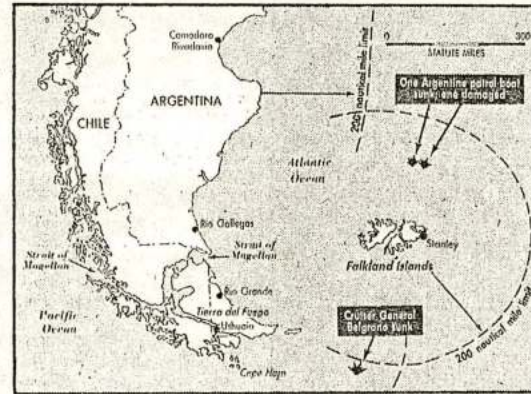 Comodoro
Rivadavia
ARGENTINA
CHILE
200 nautical mile limit
0
300
STATUTE MILES
One Argentine patrol boat
sunk, one damaged
Atlantic
Ocean
Rio Gallegos
Stanley
Falkland Islands
Strait of
Magellan
Strait of
Magellan
Rio Grande
Tierra del Fuego
Ushuaia
Pacific
Ocean
Cape Horn
Cruiser General
Belgrano sunk
200 nautical mile limit